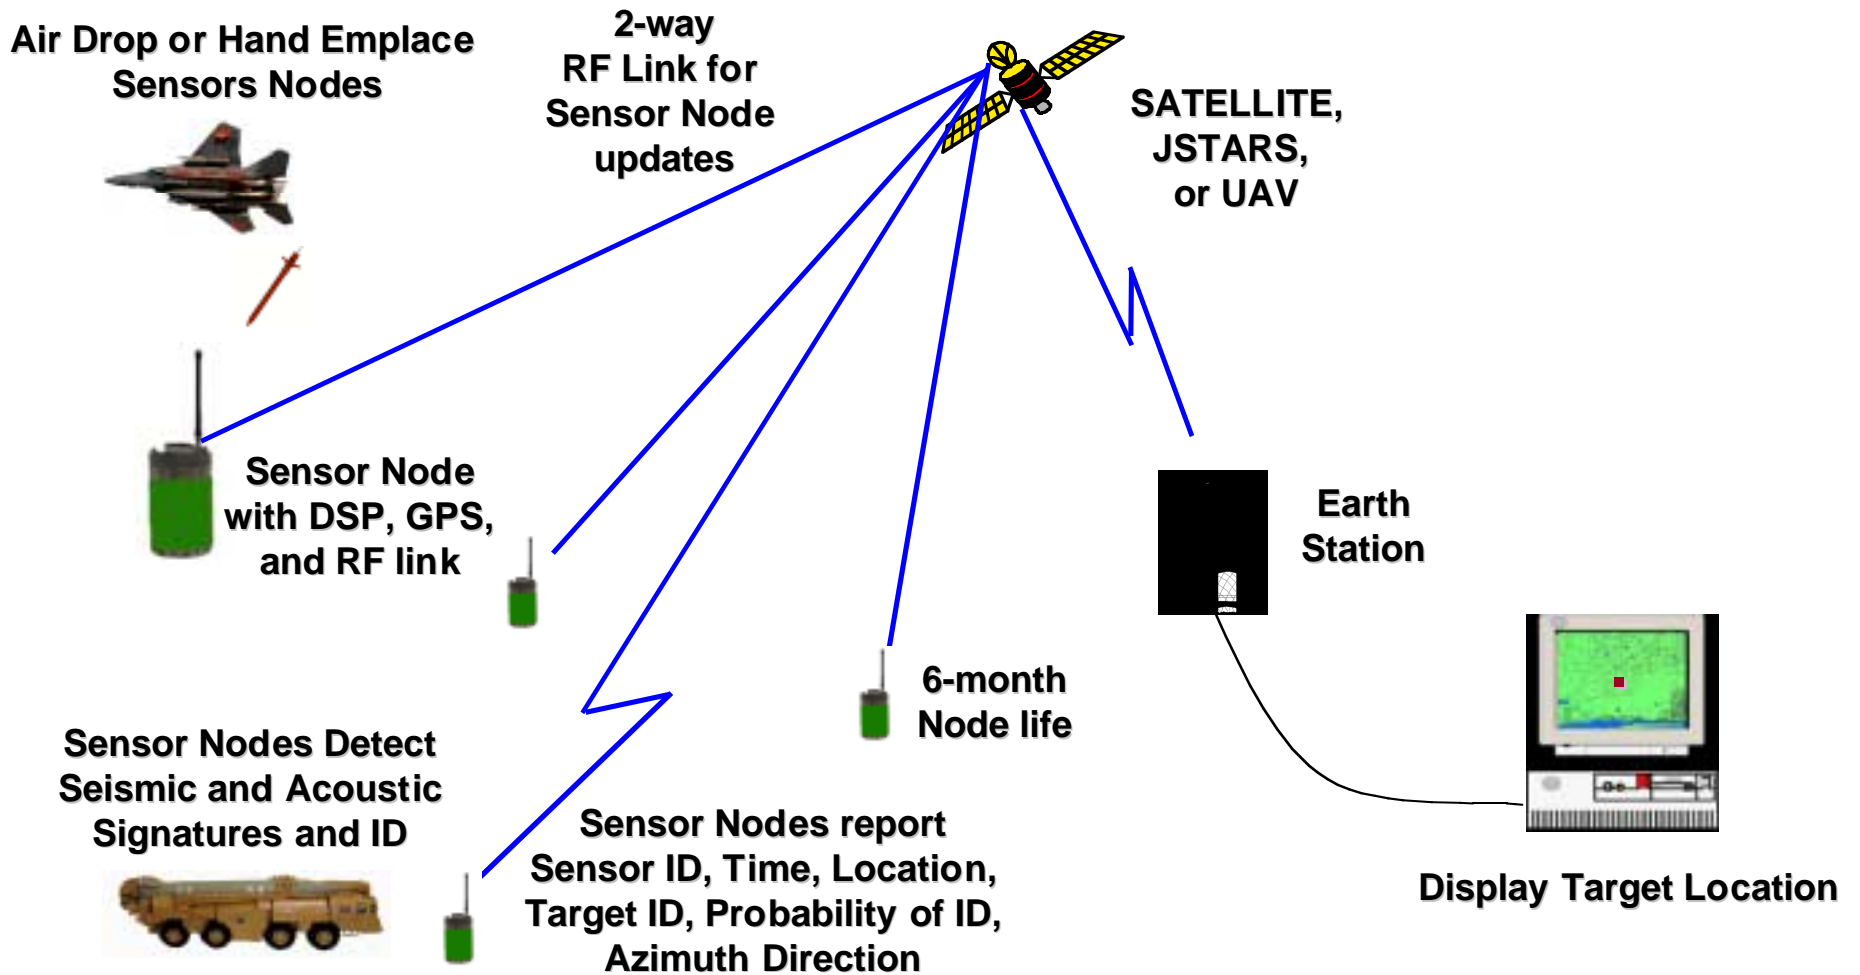 Air Drop or Hand Emplace
Sensors Nodes
2-way
RF Link for
Sensor Node
updates
SATELLITE,
JSTARS,
or UAV
Sensor Node
with DSP, GPS,
and RF link
Earth
Station
6-month
Node life
Sensor Nodes Detect
Seismic and Acoustic
Signatures and ID
Sensor Nodes report
Sensor ID, Time, Location,
Target ID, Probability of ID,
Azimuth Direction
Display Target Location